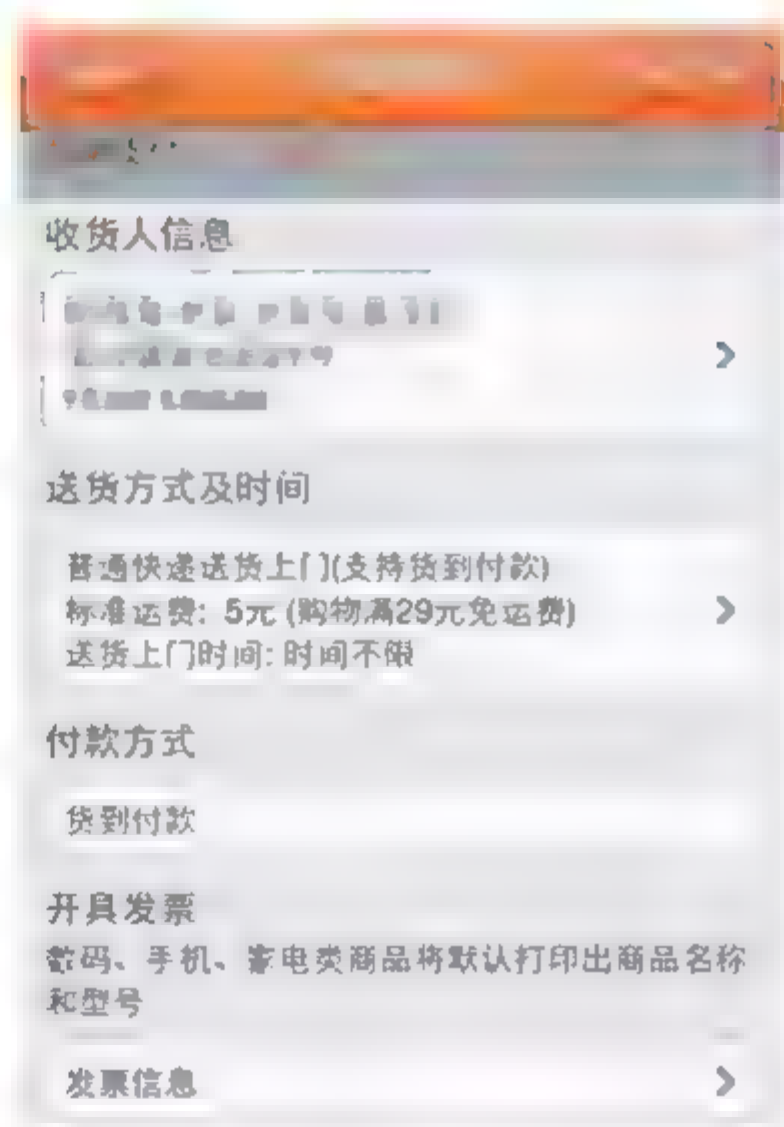 收货人信息
送货方式及时间
普通快递送货上门(支持货到付款)
标准运费: 5元 (购物满29元免运费)
送货上门时间: 时间不限
付款方式
货到付款
开具发票
数码、手机、家电类商品将默认打印出商品名称
和型号
发票信息